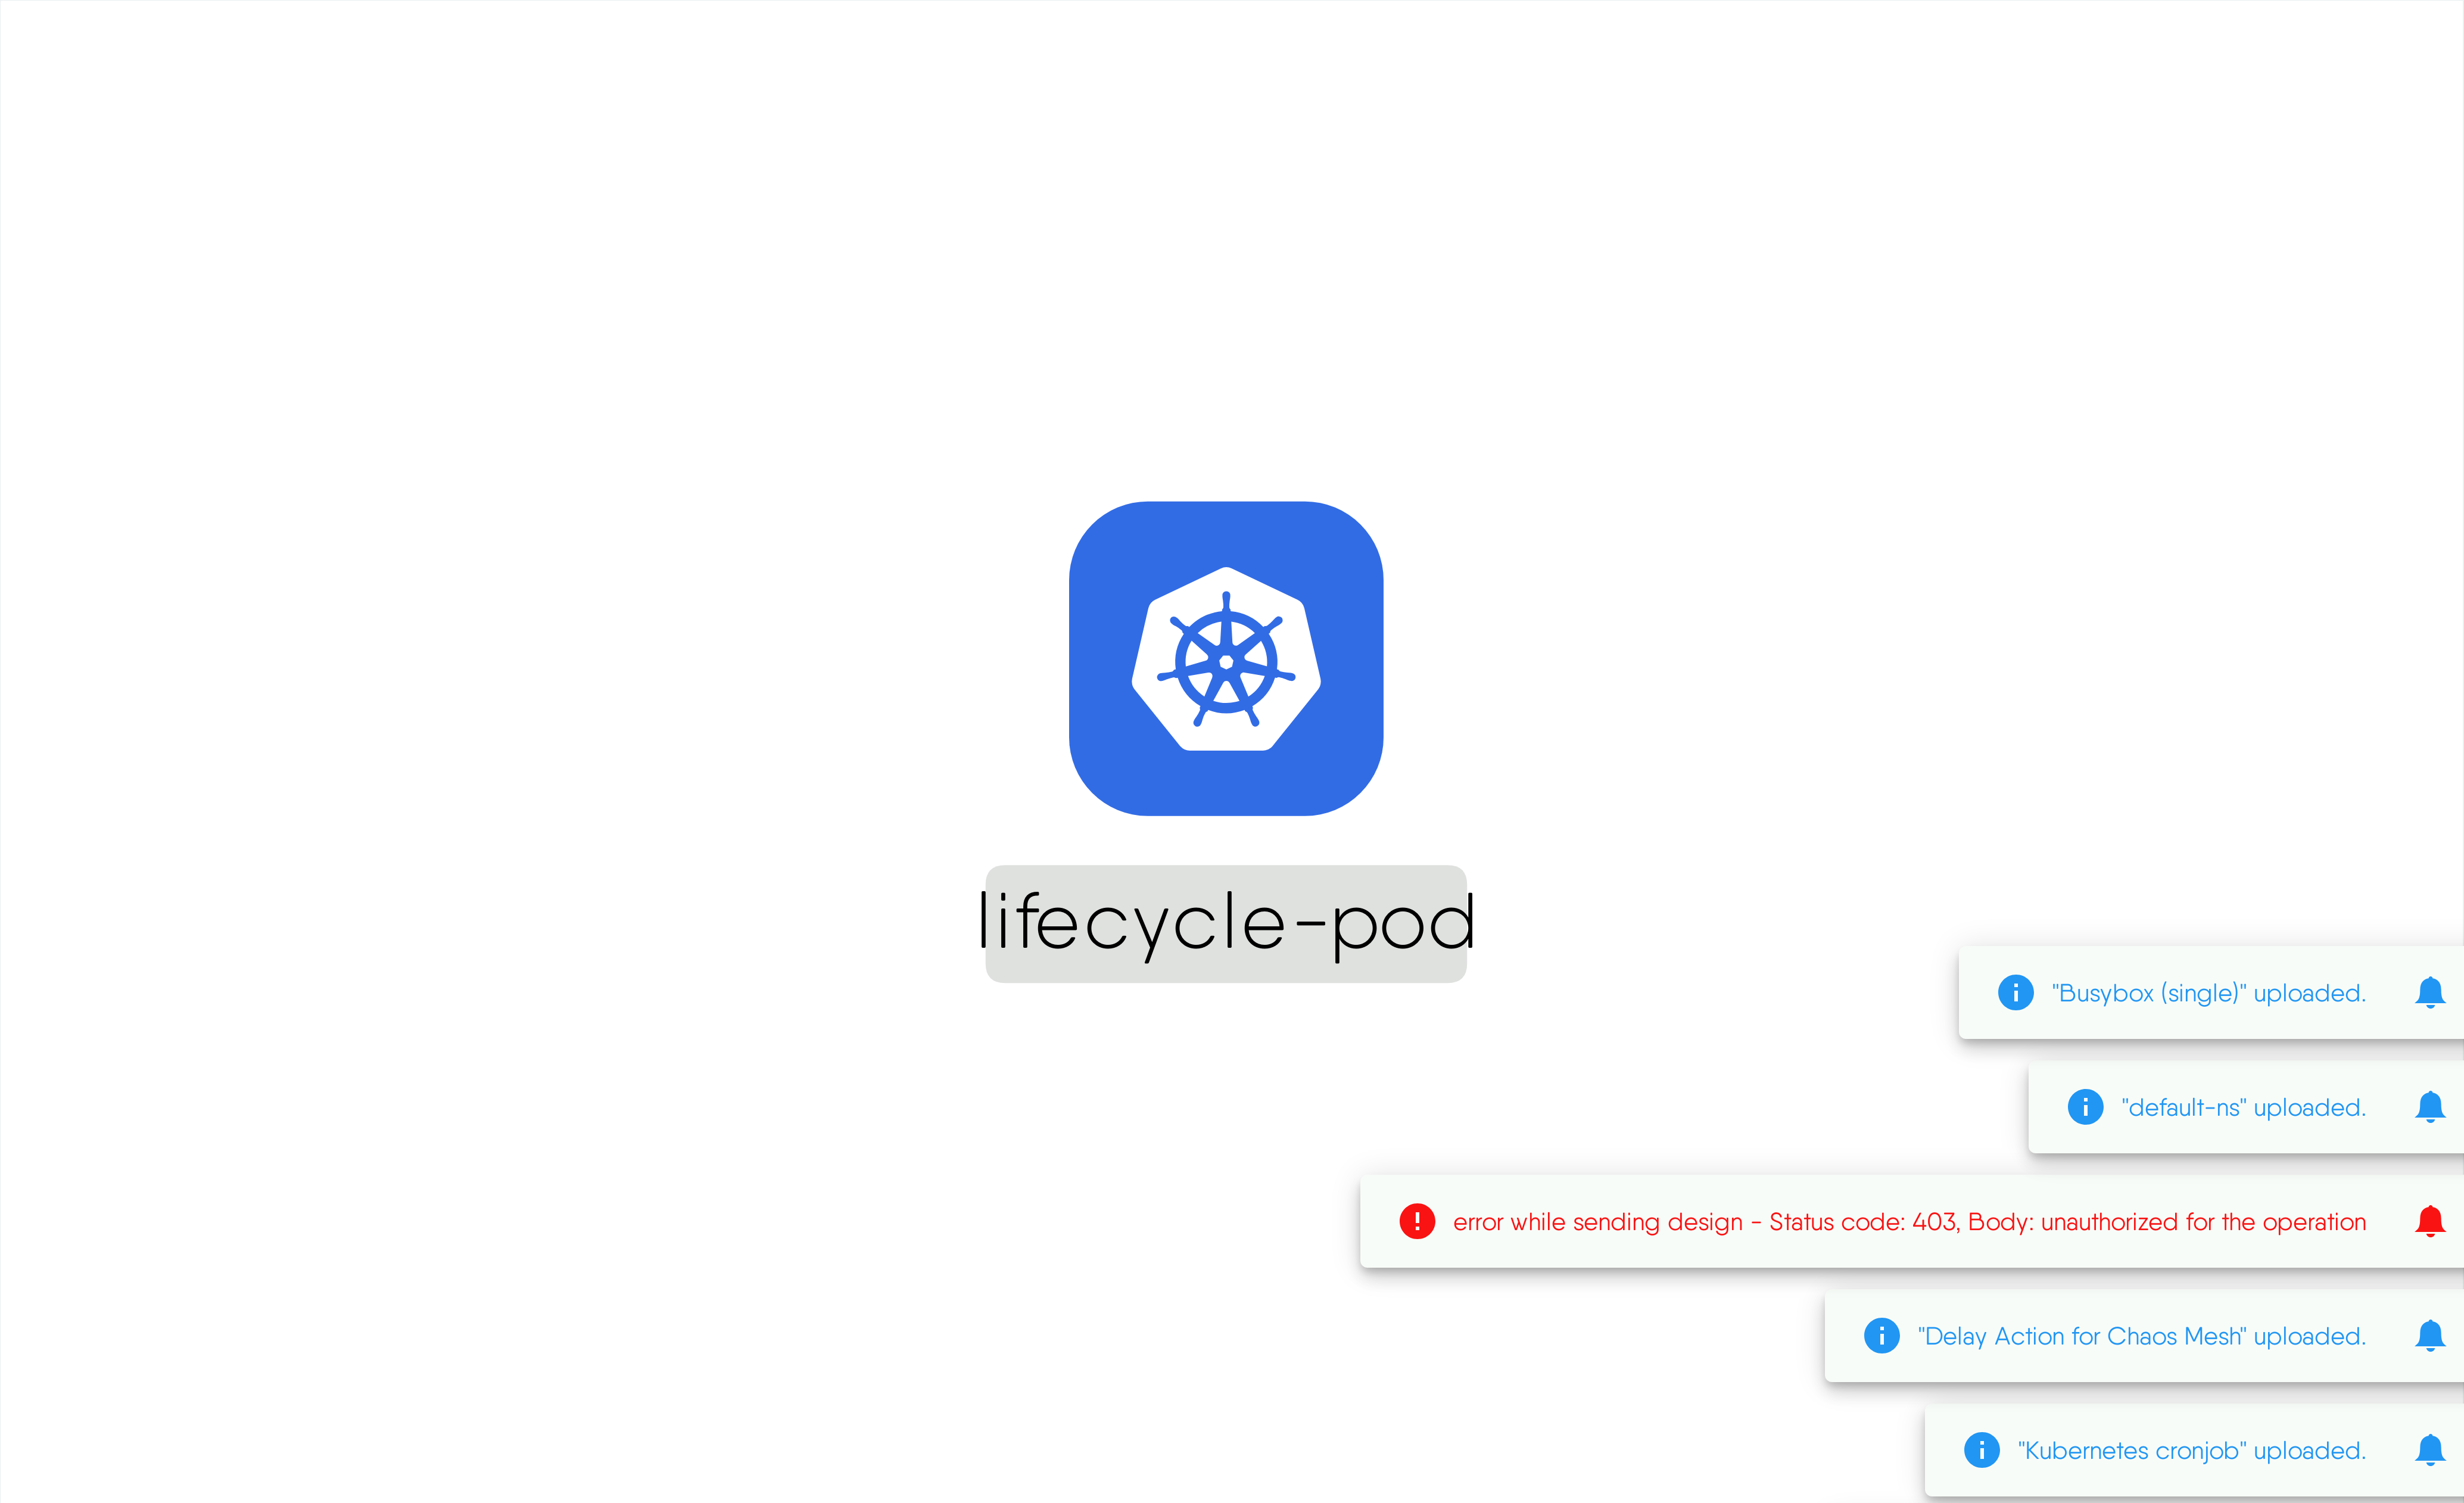 lifecycle-pod
"Busybox (single)" uploaded.
"default-ns" uploaded.
error while sending design - Status code: 403, Body: unauthorized for the operation
"Delay Action for Chaos Mesh" uploaded.
"Kubernetes cronjob" uploaded.